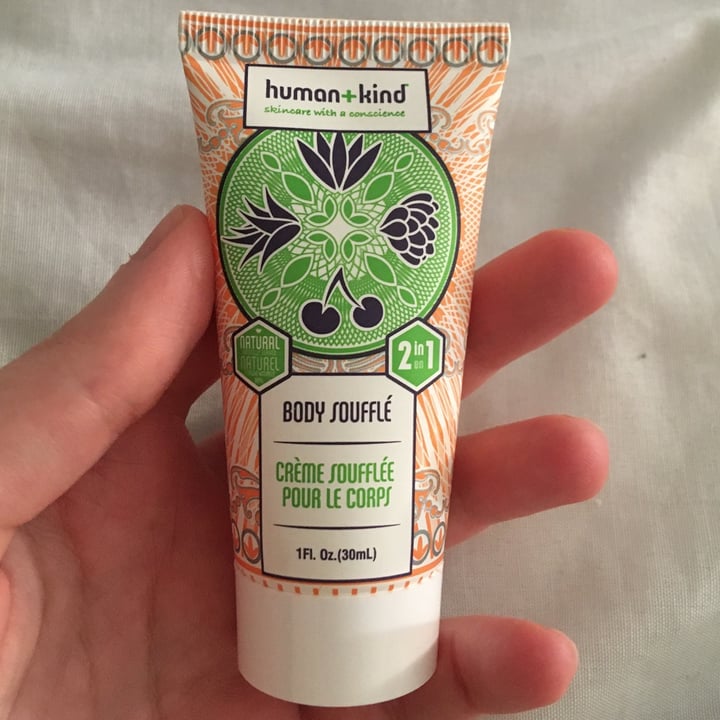 human+kind
skincare with a conscience
NATURAL
NATUREL
2 in 1
en
BODY SOUFFLÉ
CRÈME SOUFFLÉE
POUR LE CORPS
1Fl. Oz.(30mL)